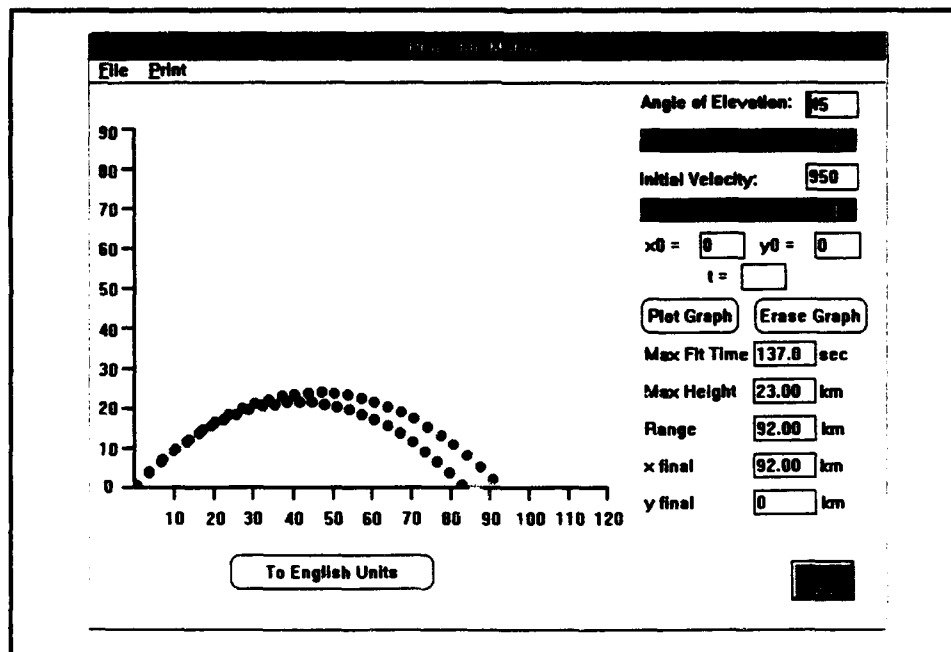 File Print
Angle of Elevation: 45
Initial Velocity: 950
x0 = 0 y0 = 0
t =
Plot Graph Erase Graph
Max Flt Time 137.0 sec
Max Height 23.00 km
Range 92.00 km
x final 92.00 km
y final 0 km
90
80
70
60
50
40
30
20
10
0
10 20 30 40 50 60 70 80 90 100 110 120
To English Units